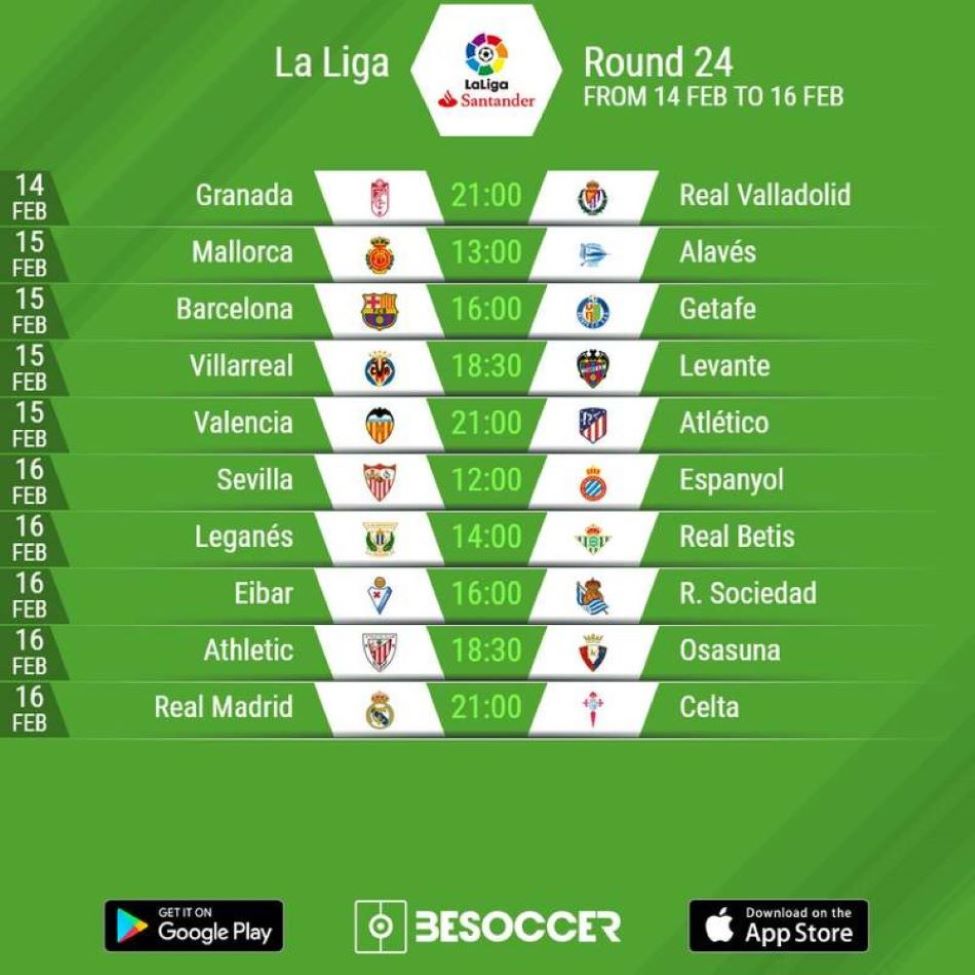 La Liga
LaLiga
Santander
Round 24
FROM 14 FEB TO 16 FEB
14 FEB Granada 21:00 Real Valladolid
15 FEB Mallorca 13:00 Alavés
15 FEB Barcelona 16:00 Getafe
15 FEB Villarreal 18:30 Levante
15 FEB Valencia 21:00 Atlético
16 FEB Sevilla 12:00 Espanyol
16 FEB Leganés 14:00 Real Betis
16 FEB Eibar 16:00 R. Sociedad
16 FEB Athletic 18:30 Osasuna
16 FEB Real Madrid 21:00 Celta
GET IT ON
Google Play
BESOCCER
Download on the
App Store